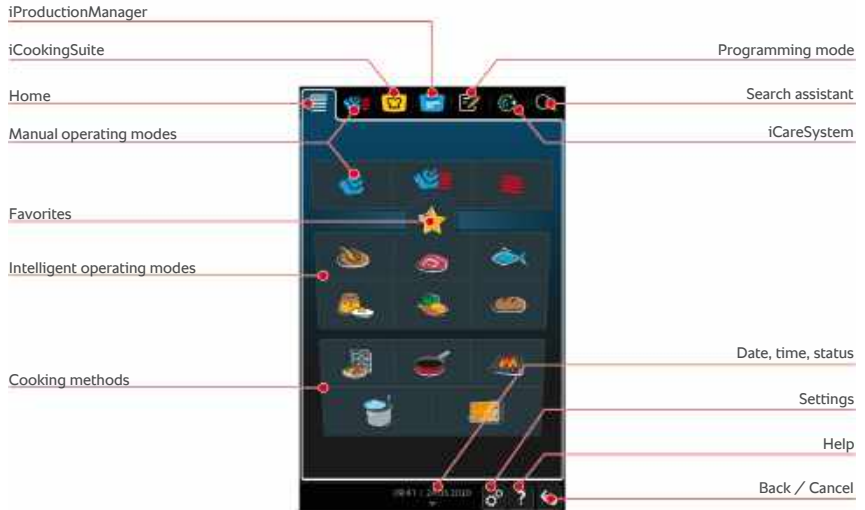 iProductionManager
iCookingSuite
Home
Manual operating modes
Favorites
Intelligent operating modes
Cooking methods
Programming mode
Search assistant
iCareSystem
Date, time, status
Settings
Help
Back / Cancel
?